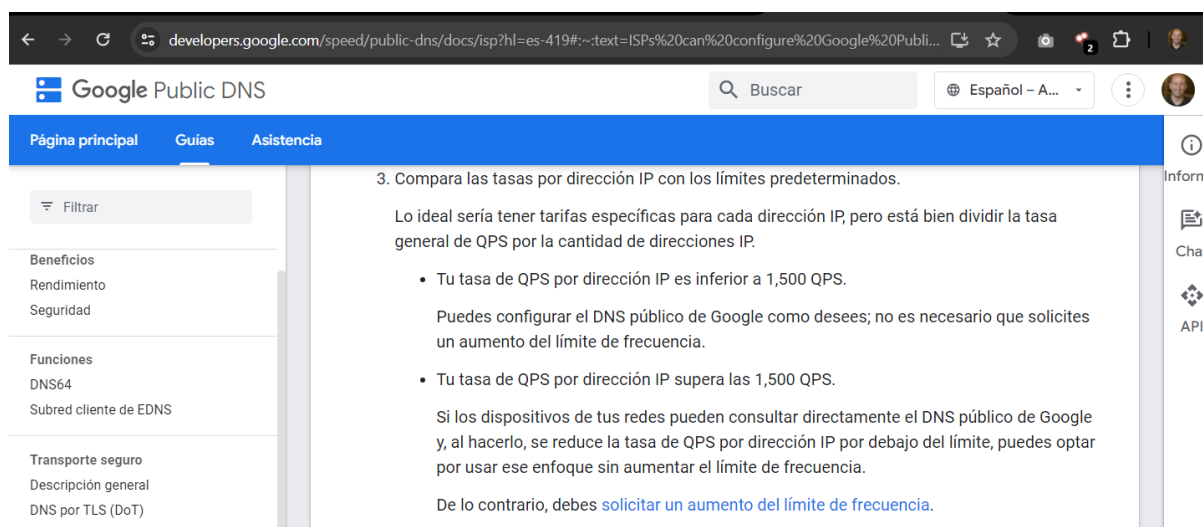 developers.google.com/speed/public-dns/docs/isp?hl=es-419#:~:text=ISPs%20can%20configure%20Google%20Publi...
2
Google Public DNS
Buscar
Español – A...
Página principal
Guías
Asistencia
Filtrar
Beneficios
Rendimiento
Seguridad
Funciones
DNS64
Subred cliente de EDNS
Transporte seguro
Descripción general
DNS por TLS (DoT)
3. Compara las tasas por dirección IP con los límites predeterminados.
Lo ideal sería tener tarifas específicas para cada dirección IP, pero está bien dividir la tasa
general de QPS por la cantidad de direcciones IP.
• Tu tasa de QPS por dirección IP es inferior a 1,500 QPS.
Puedes configurar el DNS público de Google como desees; no es necesario que solicites
un aumento del límite de frecuencia.
• Tu tasa de QPS por dirección IP supera las 1,500 QPS.
Si los dispositivos de tus redes pueden consultar directamente el DNS público de Google
y, al hacerlo, se reduce la tasa de QPS por dirección IP por debajo del límite, puedes optar
por usar ese enfoque sin aumentar el límite de frecuencia.
De lo contrario, debes solicitar un aumento del límite de frecuencia.
Inform
Cha
API